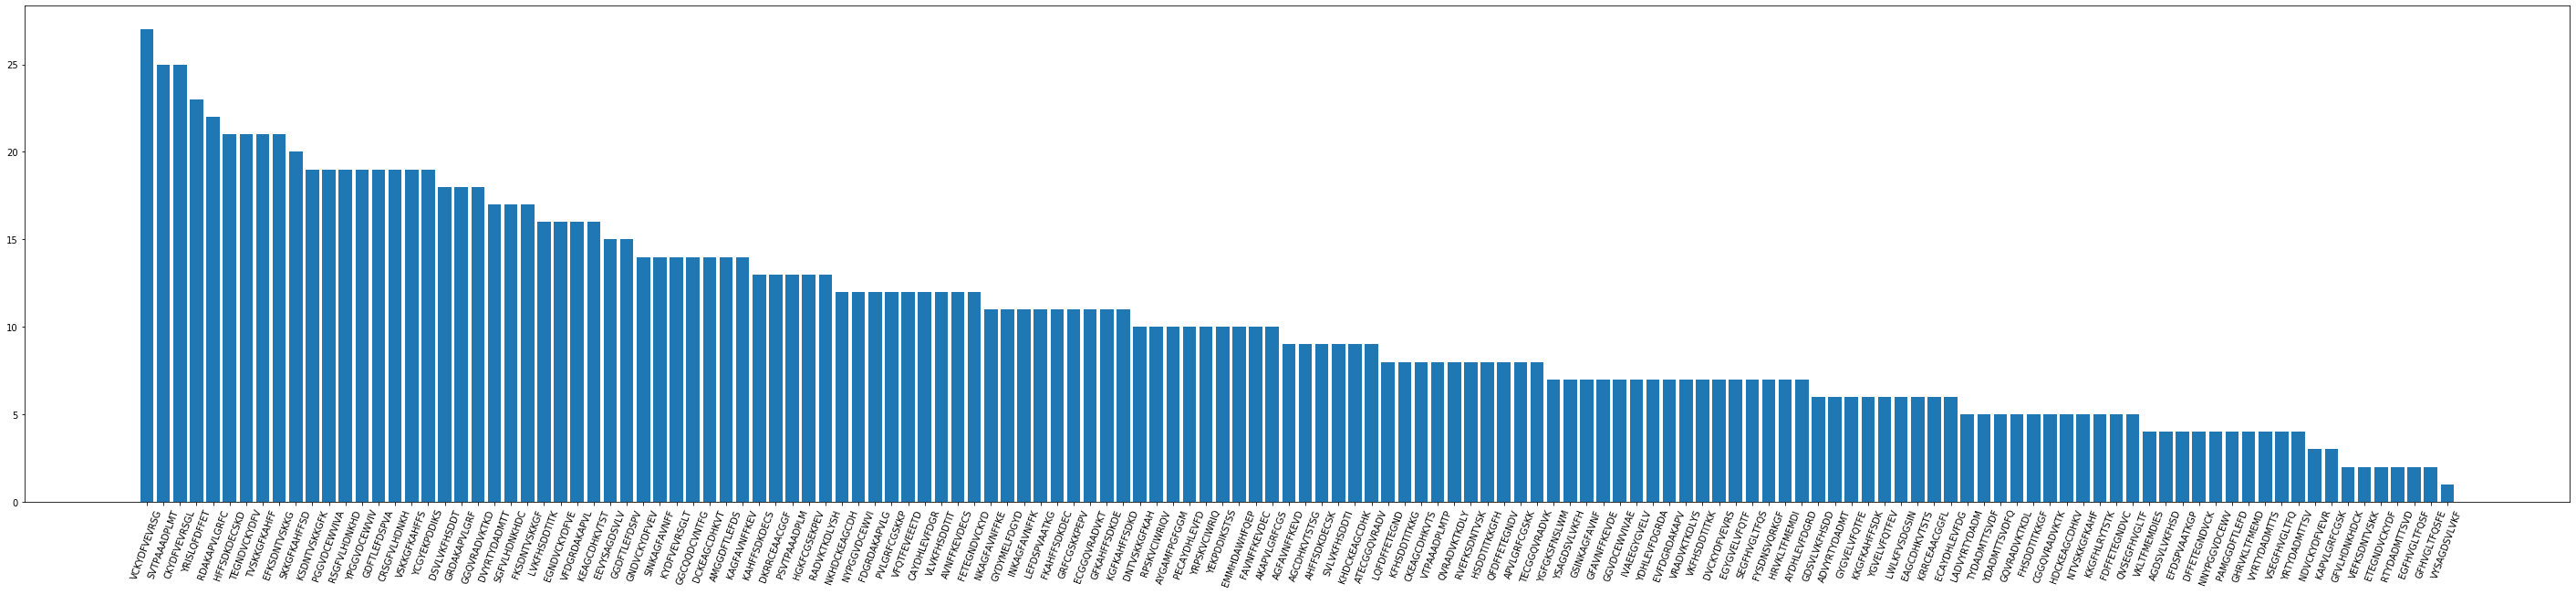 25
20
15
10
5
0
VCKYDFVEVRSG
SVTPAAADPLMT
CKYDFVEVRSGL
YRISLQFDFFET
RDAKAPVLGRFC
HFFSDKDECSKD
TEGNDVCKYDFV
TVSKKGFKAHFF
EFKSDNTVSKKG
SKKGFKAHFFSD
KSDNTVSKKGFK
PGGVDCEWVIVA
RSGFVLHDNKHD
YPGGVDCEWVIV
GDFTLEFDSPVA
CRSGFVLHDNKH
VSKKGFKAHFFS
YCGYEKPDDIKS
DSVLVKFHSDDT
GRDAKAPVLGRF
GGQVRADVKTKD
DVYRTYDADMTT
SGFVLHDNKHDC
FKSDNTVSKKGF
LVKFHSDDTITK
EGNDVCKYDFVE
VFDGRDAKAPVL
KEAGCDHKVTST
EEVYSAGDSVLV
GGDFTLEFDSPV
GNDVCKYDFVEV
SNKAGFAVNFF
KYDFVEVRSGLT
GGCQQDCVNTFG
DCKEAGCDHKVT
AMGGDFTLEFDS
KAGFAVNFFKEV
KAHFFSDKDECS
DKRRCEAACGGF
PSVTPAAADPLM
HGKFCGSEKPEV
RADVKTKDLYSH
NKHDCKEAGCDH
NYPGGVDCEWVI
FDGRDAKAPVLG
PVLGRFCGSKKP
VFQTFEVEEETD
CAYDHLEVFDGR
VLVKFHSDDTIT
AVNFFKEVDECS
FETEGNDVCKYD
NKAGFAVNFFKE
GYDYMELFDGYD
INKAGFAVNFFK
LEFDSPVAATKG
FKAHFFSDKDEC
GRFCGSKKPEPV
ECGGQVRADVKT
GFKAHFFSDKDE
KGFKAHFFSDKD
DNTVSKKGFKAH
RPSKVCIWRIQV
AYGAMFPGFGGM
PECAYDHLEVFD
YRPSKVCIWRIQ
YEKPDDIKSTSS
EMMHDAWHFQEP
FAVNFFKEVDEC
AKAPVLGRFCGS
AGFAVNFFKEVD
AGCDHKVTSTSG
AHFFSDKDECSK
SVLVKFHSDDTI
KHDCKEAGCDHK
ATECGGQVRADV
LQFDFFETEGND
KFHSDDTITKKG
CKEAGCDHKVTS
VTPAAADPLMTP
QVRADVKTKDLY
RVEFKSDNTVSK
HSDDTITKKGFH
QFDFFETEGNDV
APVLGRFCGSKK
TECGGQVRADVK
YGFGKSFNSLWM
YSAGDSVLVKFH
GSINKAGFAVNF
GFAVNFFKEVDE
GGVDCEWVIVAE
IVAEEGYGVELV
YDHLEVFDGRDA
EVFDGRDAKAPV
VRADVKTKDLYS
VKFHSDDTITKK
DVCKYDFVEVRS
EGYGVELVFQTF
SEGFHVGLTFQS
FYSDNSVQRKGF
HRVKLTFMEMDI
AYDHLEVFDGRD
GDSVLVKFHSDD
ADVYRTYDADMT
GYGVELVFQTFE
KKGFKAHFFSDK
YGVELVFQTFEV
LWLKFVSDGSIN
EAGCDHKVTSTS
KRRCEAACGGFL
ECAYDHLEVFDG
LADVYRTYDADM
TYDADMTTSVDF
YDADMTTSVDFQ
GQVRADVKTKDL
FHSDDTITKKGF
CGGQVRADVKTK
HDCKEAGCDHKV
NTVSKKGFKAHF
KKGFHLRYTSTK
FDFFETEGNDVC
QVSEGFHVGLTF
VKLTFMEMDIES
AGDSVLVKFHSD
EFDSPVAATKGP
DFFETEGNDVCK
NNYPGGVDCEWV
PAMGGDFTLEFD
GHRVKLTFMEMD
VYRTYDADMTTS
VSEGFHVGLTFQ
YRTYDADMTTSV
NDVCKYDFVEVR
KAPVLGRFCGSK
GFVLHDNKHDCK
VEFKSDNTVSKK
ETEGNDVCKYDF
RTYDADMTTSVD
EGFHVGLTFQSF
GFHVGLTFQSFE
VYSAGDSVLVKF